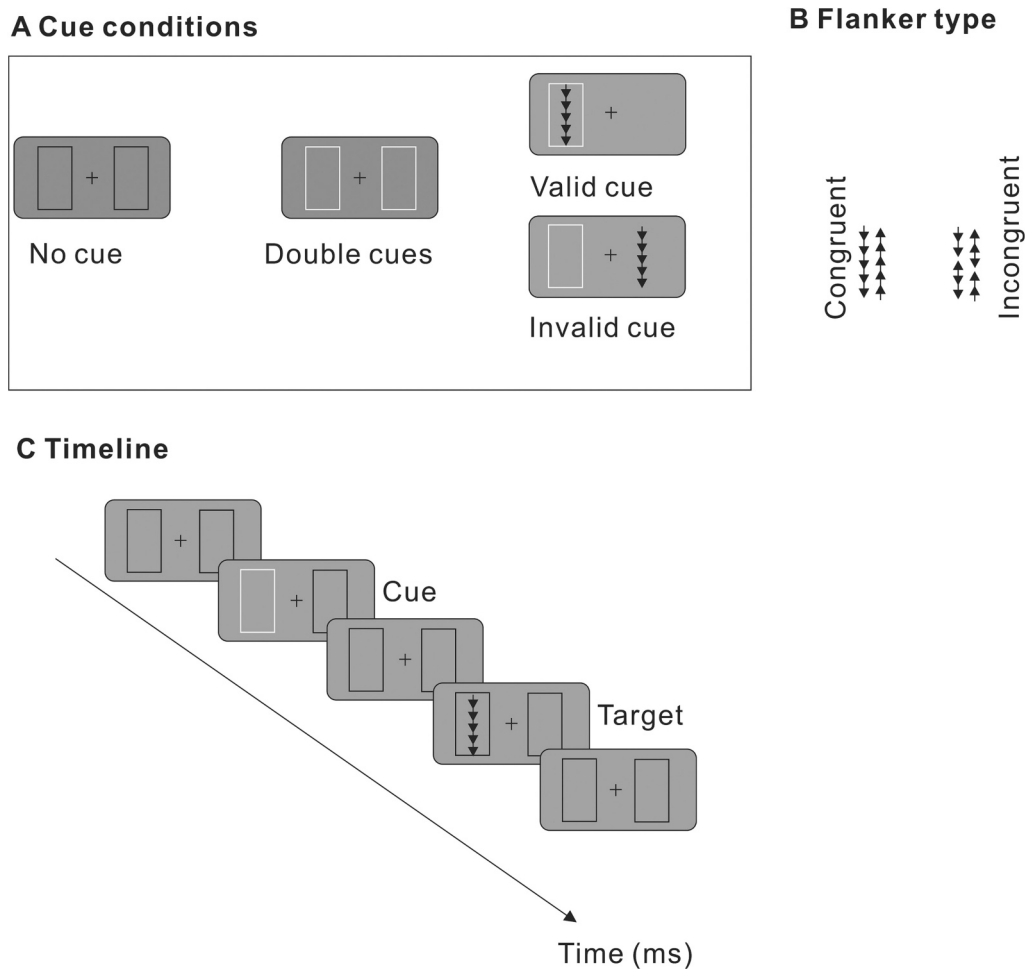 A Cue conditions
B Flanker type
No cue
Double cues
Valid cue
Invalid cue
Congruent
Incongruent
C Timeline
Cue
Target
Time (ms)